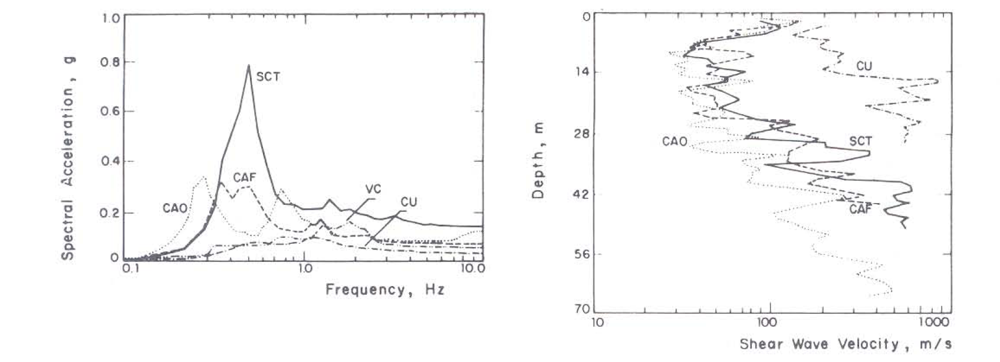 1.0
0.8
0.6
0.4
0.2
0
Spectral Acceleration, g
SCT
CAF
CAO
VC
CU
0.1
1.0
10.0
Frequency, Hz
0
14
28
42
56
70
Depth, m
CU
CAO
SCT
CAF
10
100
1000
Shear Wave Velocity, m/s